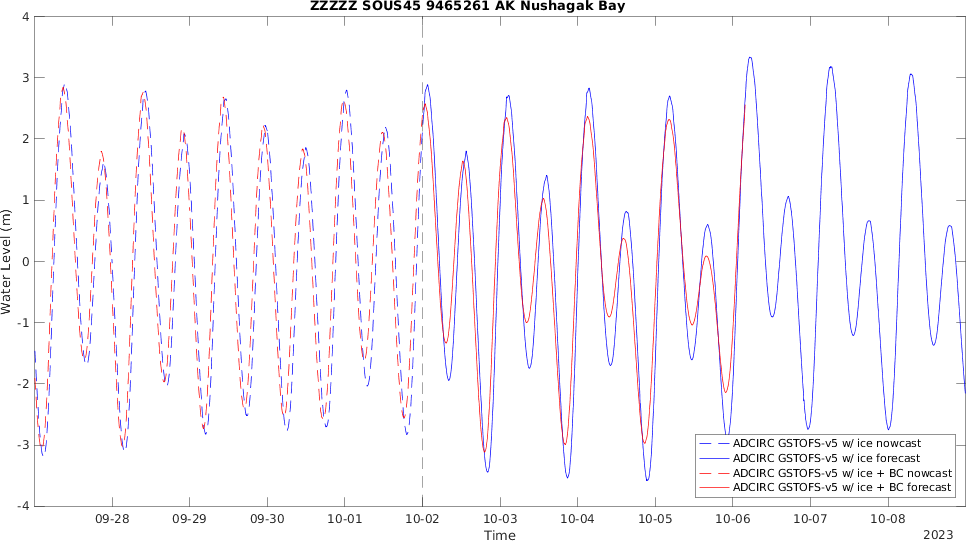 ZZZZZ SOUS45 9465261 AK Nushagak Bay
4
3
2
1
0
-1
-2
-3
-4
Water Level (m)
ADCIRC GSTOFS-v5 w/ ice nowcast
ADCIRC GSTOFS-v5 w/ ice forecast
ADCIRC GSTOFS-v5 w/ ice + BC nowcast
ADCIRC GSTOFS-v5 w/ ice + BC forecast
09-28 09-29 09-30 10-01 10-02 10-03 10-04 10-05 10-06 10-07 10-08
Time
2023